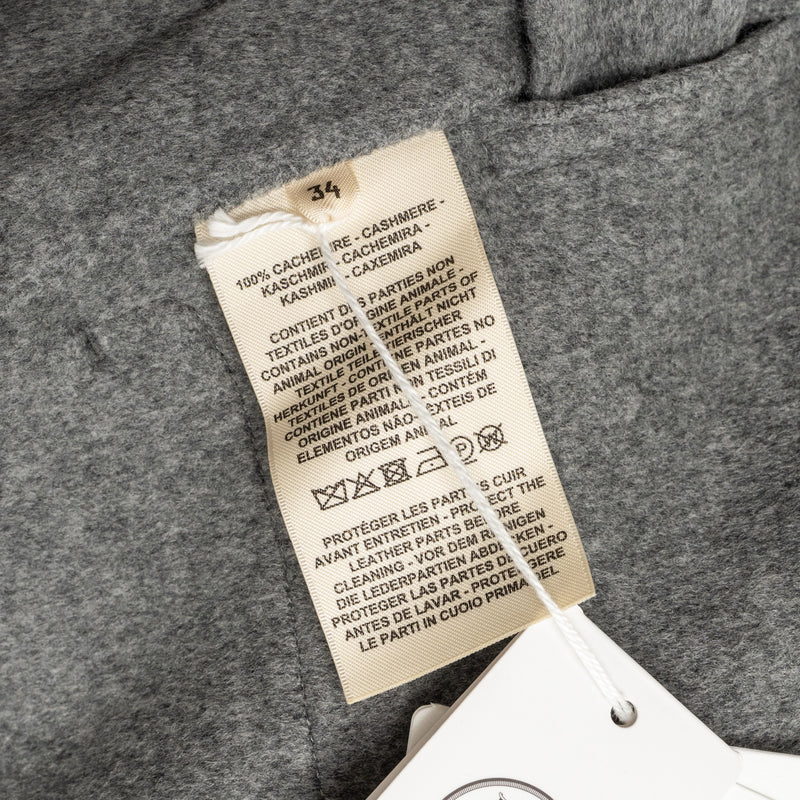 34
100% CACHEMIRE - CASHMERE -
KASCHMIR - CACHEMIRA -
KASHMIR - CAXEMIRA
CONTIENT DES PARTIES NON
TEXTILES D'ORIGINE ANIMALE -
CONTAINS NON-TEXTILE PARTS OF
ANIMAL ORIGIN - ENTHÄLT NICHT
TEXTILE TEILE TIERISCHER
HERKUNFT - CONTIENE PARTES NO
TEXTILES DE ORIGEN ANIMAL -
CONTIENE PARTI NON TESSILI DI
ORIGINE ANIMALE - CONTÉM
ELEMENTOS NÃO-TÊXTEIS DE
ORIGEM ANIMAL
PROTÉGER LES PARTIES CUIR
AVANT ENTRETIEN - PROTECT THE
LEATHER PARTS BEFORE
CLEANING - VOR DEM REINIGEN
DIE LEDERPARTIEN ABDECKEN -
PROTEGER LAS PARTES DE CUERO
ANTES DE LAVAR - PROTEGGERE
LE PARTI IN CUOIO PRIMA DEL